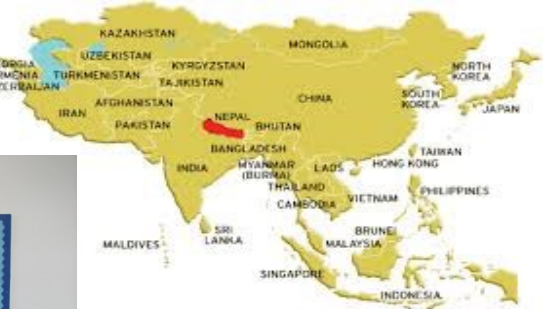 KAZAKHSTAN
MONGOLIA
UZBEKISTAN
KYRGYZSTAN
TURKMENISTAN
TAJIKISTAN
NORTH
KOREA
CHINA
SOUTH
KOREA
JAPAN
AFGHANISTAN
IRAN
PAKISTAN
NEPAL
BHUTAN
BANGLADESH
TAIWAN
INDIA
MYANMAR
(BURMA)
LAOS
HONG KONG
THAILAND
PHILIPPINES
CAMBODIA
VIETNAM
SRI
LANKA
MALDIVES
BRUNEI
MALAYSIA
SINGAPORE
INDONESIA